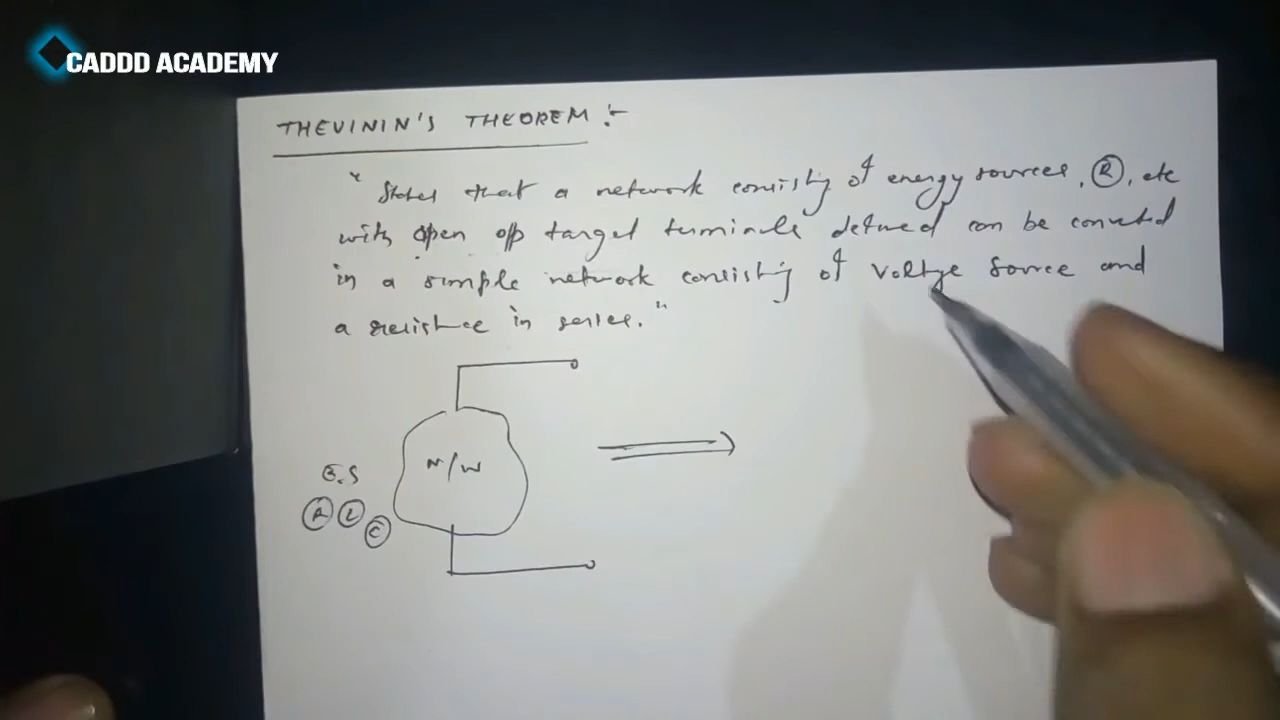 CADDD ACADEMY
THEVININ'S THEOREM :-
" States that a network consisting of energy sources, R, etc
with open o/p target terminals defined can be converted
in a simple network consisting of voltage source and
a resistance in series."
N/W
E.S
R L C